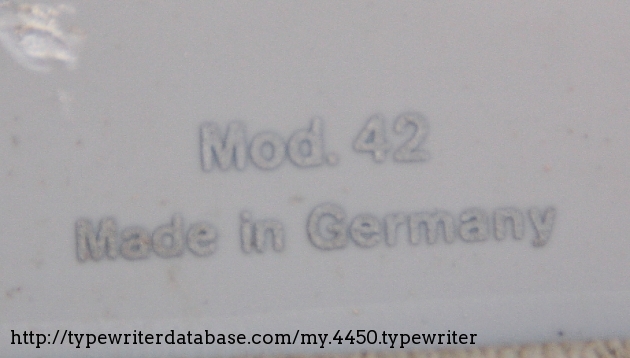 Mod. 42
Made in Germany
http://typewriterdatabase.com/my.4450.typewriter